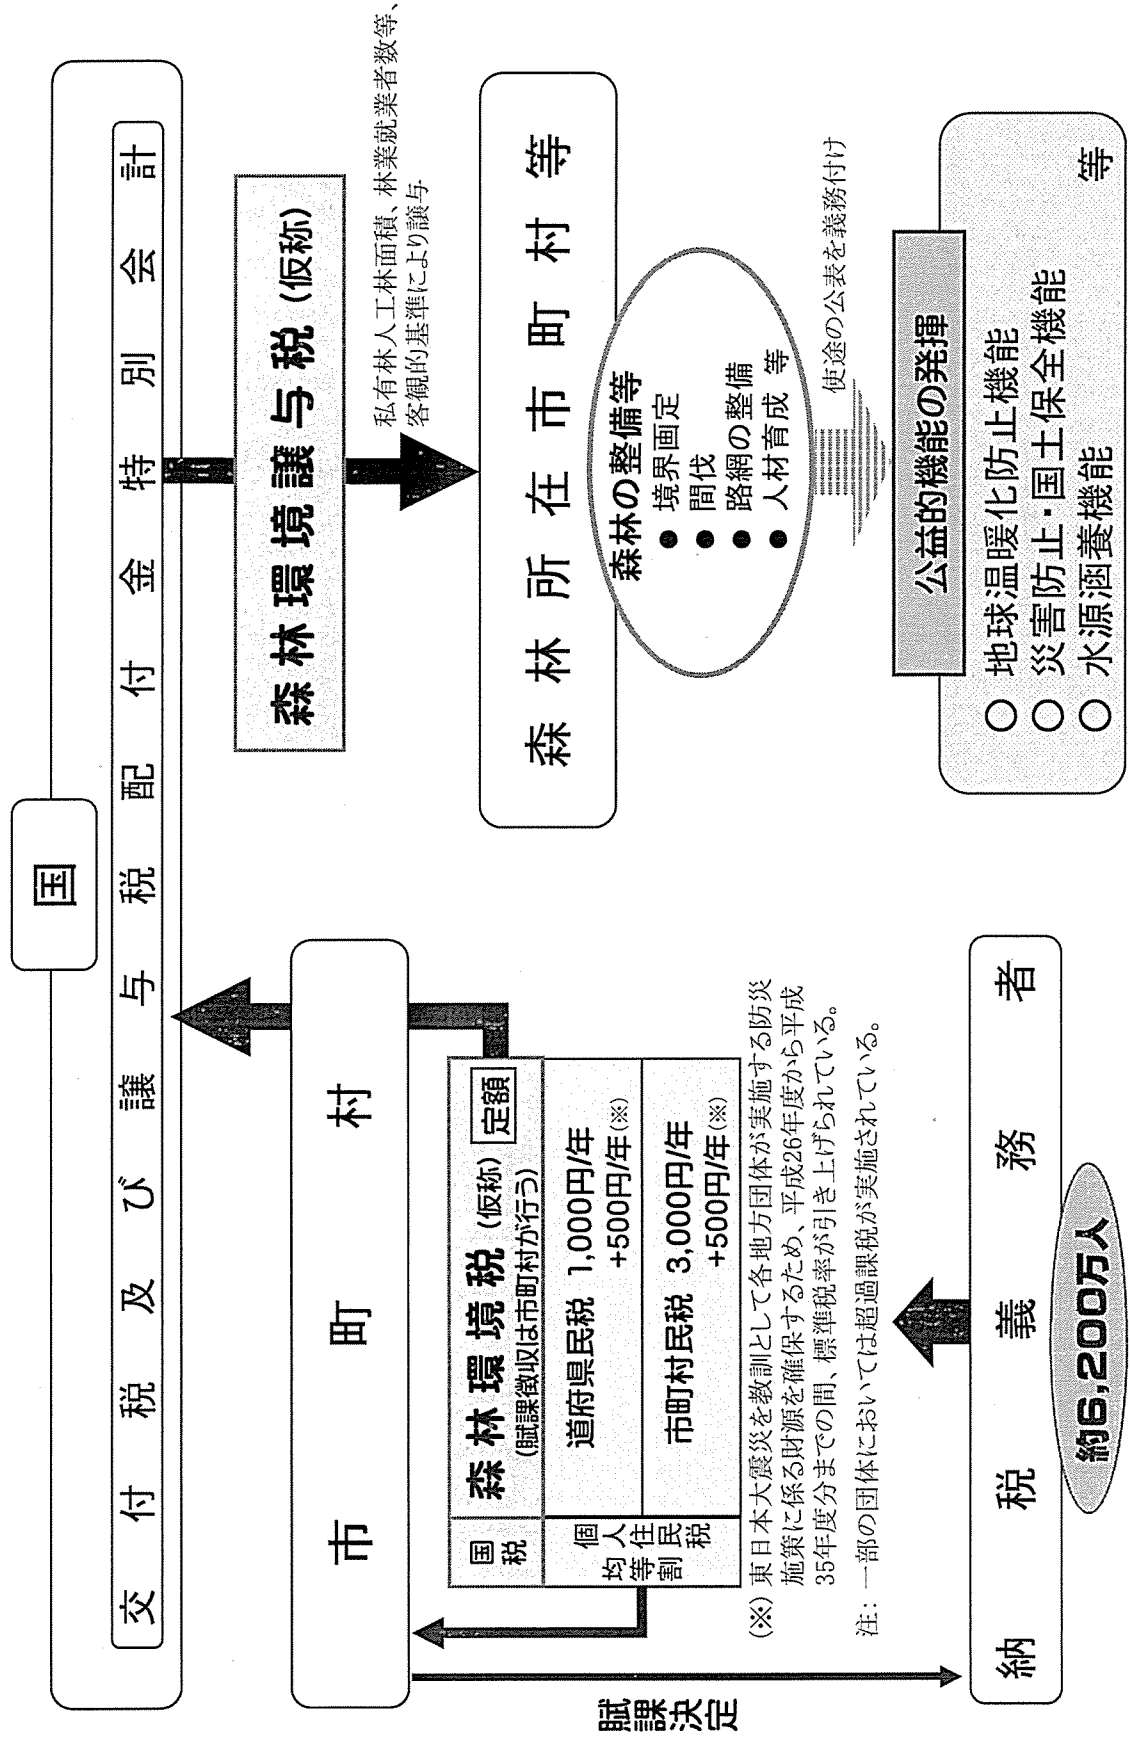 国
交付税及び譲与税配付金特別会計
市町村
国税
森林環境税(仮称) 定額
(賦課徴収は市町村が行う)
個人住民税
均等割
道府県民税 1,000円/年
+500円/年(※)
市町村民税 3,000円/年
+500円/年(※)
(※)東日本大震災を教訓として各地方団体が実施する防災
施策に係る財源を確保するため、平成26年度から平成
35年度分までの間、標準税率が引き上げられている。
注:一部の団体においては超過課税が実施されている。
賦課決定
納税義務者
約6,200万人
森林環境譲与税(仮称)
私有林人工林面積、林業就業者数等、
客観的基準により譲与
森林所在市町村等
森林の整備等
●境界画定
●間伐
●路網の整備
●人材育成 等
使途の公表を義務付け
公益的機能の発揮
○地球温暖化防止機能
○災害防止・国土保全機能
○水源涵養機能 等